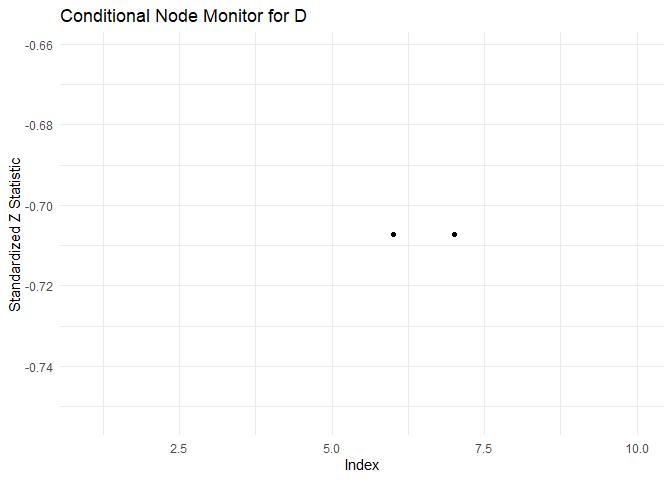 Conditional Node Monitor for D
-0.66
-0.68
-0.70
-0.72
-0.74
Standardized Z Statistic
2.5 5.0 7.5 10.0
Index